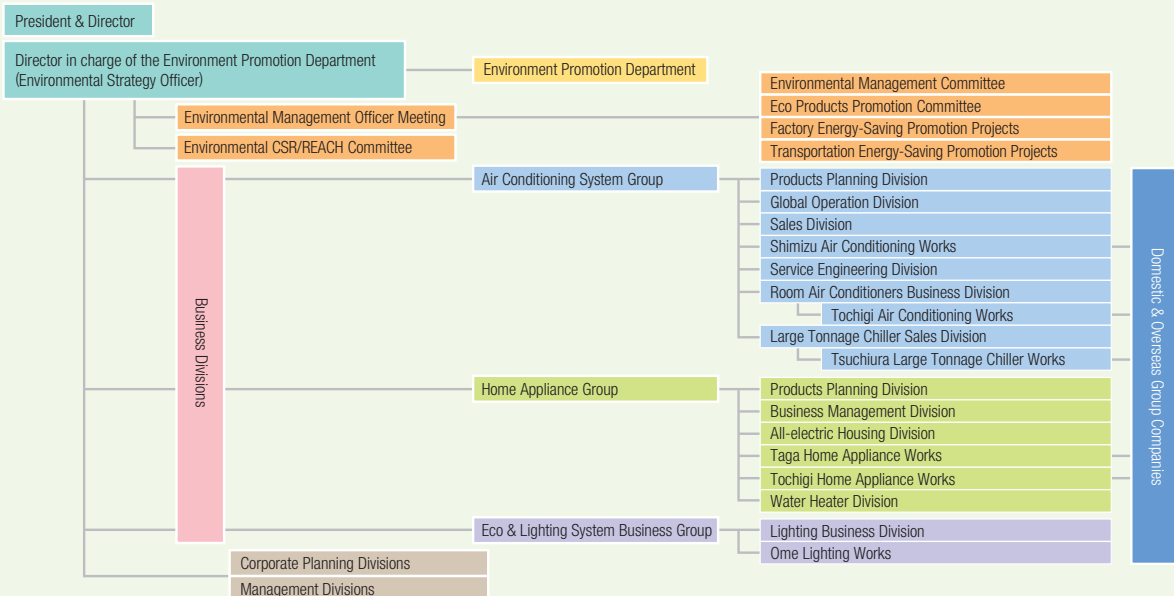 President & Director
Director in charge of the Environment Promotion Department
(Environmental Strategy Officer)
Environment Promotion Department
Environmental Management Officer Meeting
Environmental CSR/REACH Committee
Environmental Management Committee
Eco Products Promotion Committee
Factory Energy-Saving Promotion Projects
Transportation Energy-Saving Promotion Projects
Business Divisions
Air Conditioning System Group
Products Planning Division
Global Operation Division
Sales Division
Shimizu Air Conditioning Works
Service Engineering Division
Room Air Conditioners Business Division
Tochigi Air Conditioning Works
Large Tonnage Chiller Sales Division
Tsuchiura Large Tonnage Chiller Works
Home Appliance Group
Products Planning Division
Business Management Division
All-electric Housing Division
Taga Home Appliance Works
Tochigi Home Appliance Works
Water Heater Division
Eco & Lighting System Business Group
Lighting Business Division
Ome Lighting Works
Domestic & Overseas Group Companies
Corporate Planning Divisions
Management Divisions